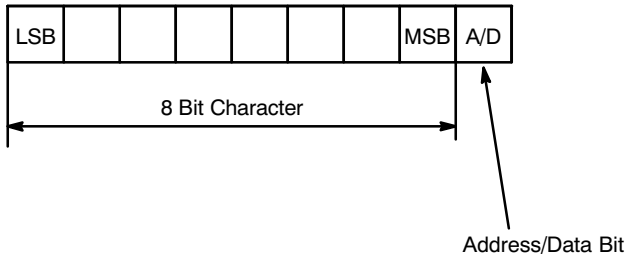 LSB MSB A/D
8 Bit Character
Address/Data Bit